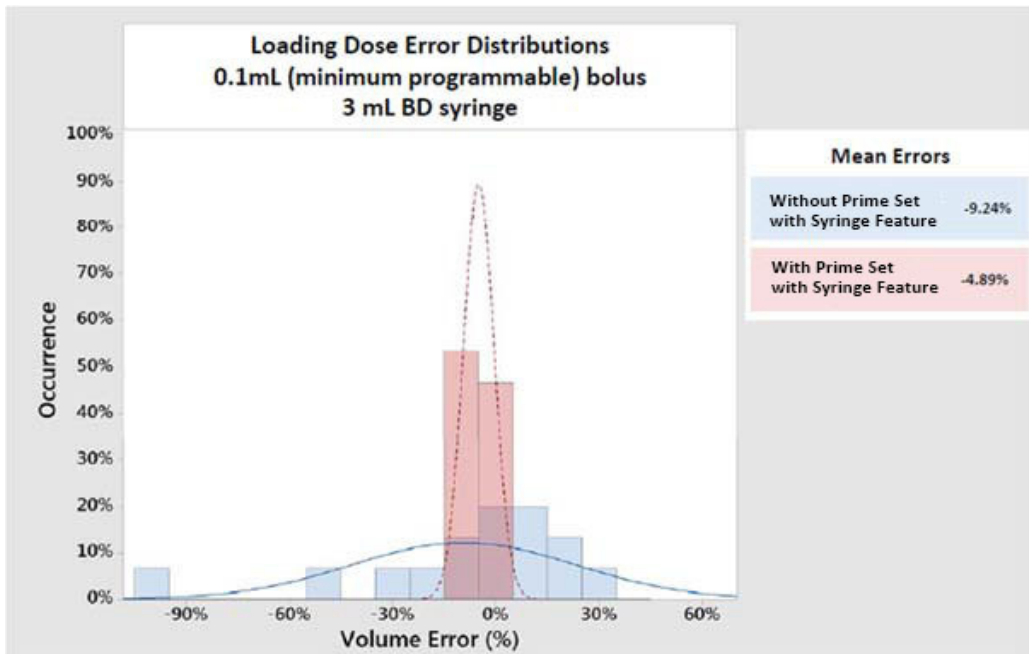 Loading Dose Error Distributions
0.1mL (minimum programmable) bolus
3 mL BD syringe
100%
90%
80%
70%
60%
50%
40%
30%
20%
10%
0%
Occurrence
-90%
-60%
-30%
0%
30%
60%
Volume Error (%)
Mean Errors
Without Prime Set
with Syringe Feature
-9.24%
With Prime Set
with Syringe Feature
-4.89%